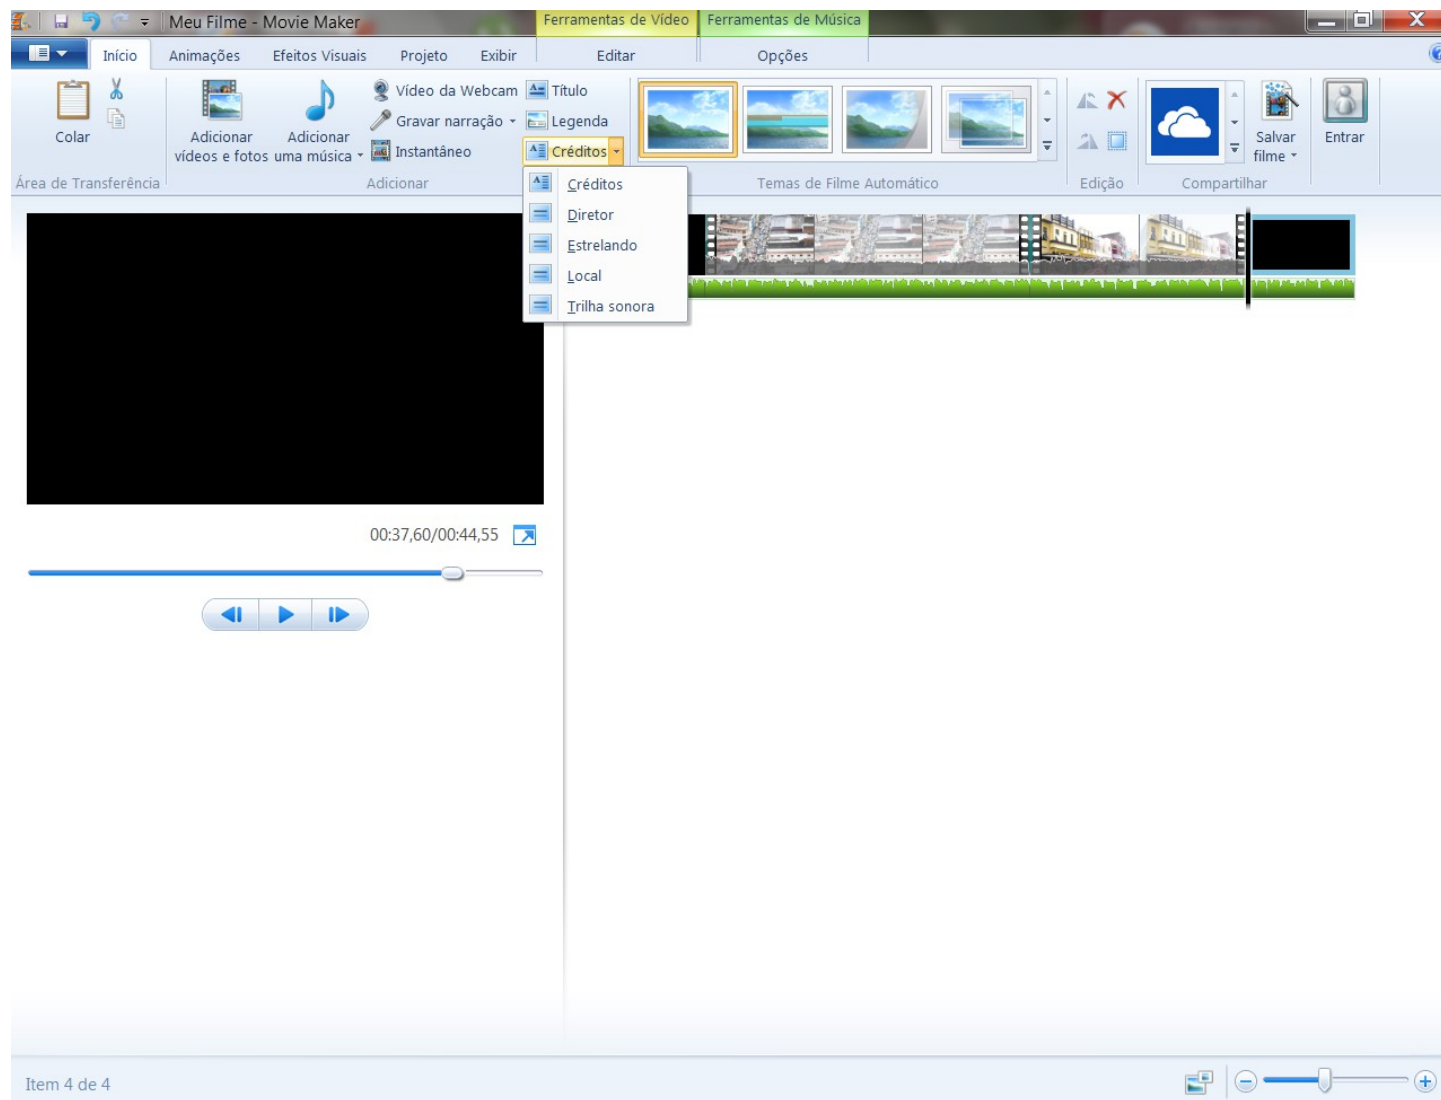 Meu Filme - Movie Maker
Ferramentas de Vídeo
Ferramentas de Música
Início
Animações
Efeitos Visuais
Projeto
Exibir
Editar
Opções
Colar
Área de Transferência
Adicionar
vídeos e fotos
Adicionar
uma música
Vídeo da Webcam
Gravar narração
Instantâneo
Título
Legenda
Créditos
Adicionar
Temas de Filme Automático
Edição
Compartilhar
Salvar
filme
Entrar
Créditos
Diretor
Estrelando
Local
Trilha sonora
00:37,60/00:44,55
Item 4 de 4